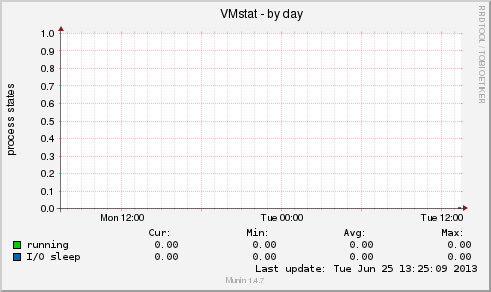 VMstat - by day
RRDTOOL / TOBI OETIKER
process states
1.0
0.9
0.8
0.7
0.6
0.5
0.4
0.3
0.2
0.1
0.0
Mon 12:00 Tue 00:00 Tue 12:00
Cur: Min: Avg: Max:
running 0.00 0.00 0.00 0.00
I/O sleep 0.00 0.00 0.00 0.00
Last update: Tue Jun 25 13:25:09 2013
Munin 1.4.7